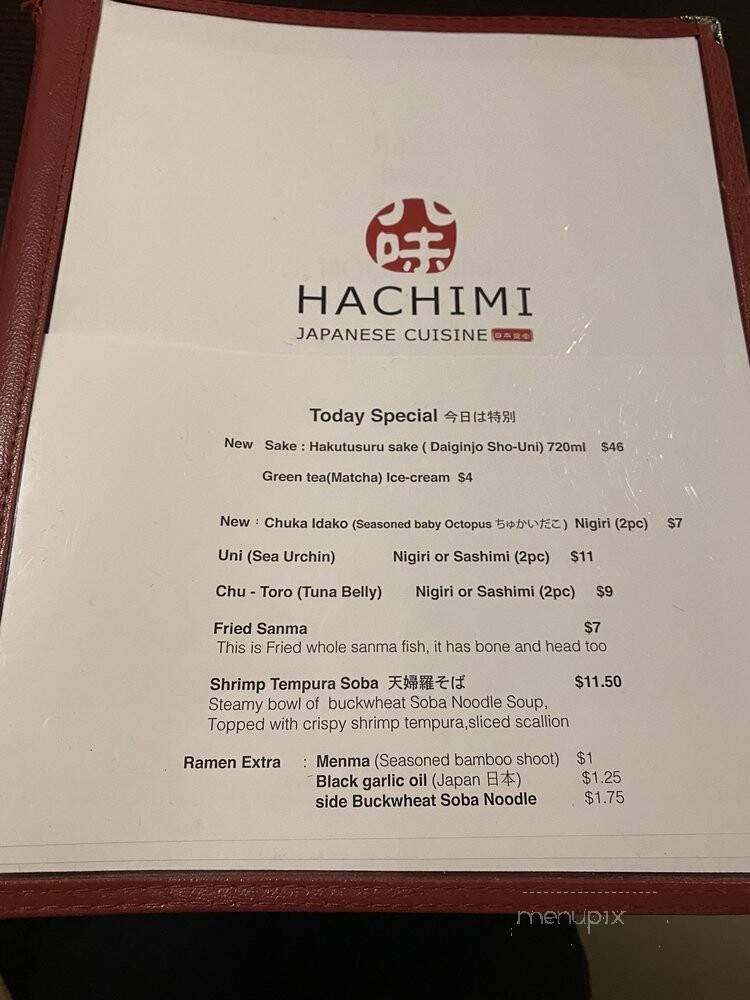 八味
HACHIMI
JAPANESE CUISINE
Today Special 今日は特別
New Sake : Hakutusuru sake ( Daiginjo Sho-Uni) 720ml $46
Green tea(Matcha) Ice-cream $4
New : Chuka Idako (Seasoned baby Octopus ちゅかいだこ) Nigiri (2pc) $7
Uni (Sea Urchin) Nigiri or Sashimi (2pc) $11
Chu - Toro (Tuna Belly) Nigiri or Sashimi (2pc) $9
Fried Sanma $7
This is Fried whole sanma fish, it has bone and head too
Shrimp Tempura Soba 天婦羅そば $11.50
Steamy bowl of buckwheat Soba Noodle Soup,
Topped with crispy shrimp tempura,sliced scallion
Ramen Extra : Menma (Seasoned bamboo shoot) $1
Black garlic oil (Japan 日本) $1.25
side Buckwheat Soba Noodle $1.75
menupix